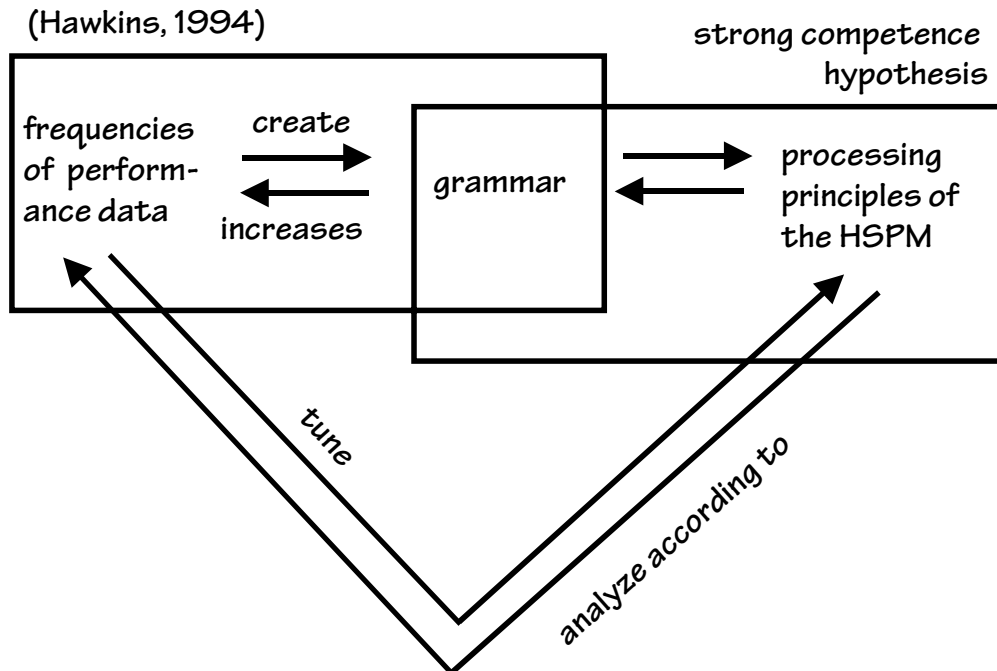 (Hawkins, 1994)
strong competence
hypothesis
frequencies
of perform-
ance data
create
increases
grammar
processing
principles of
the HSPM
tune
analyze according to